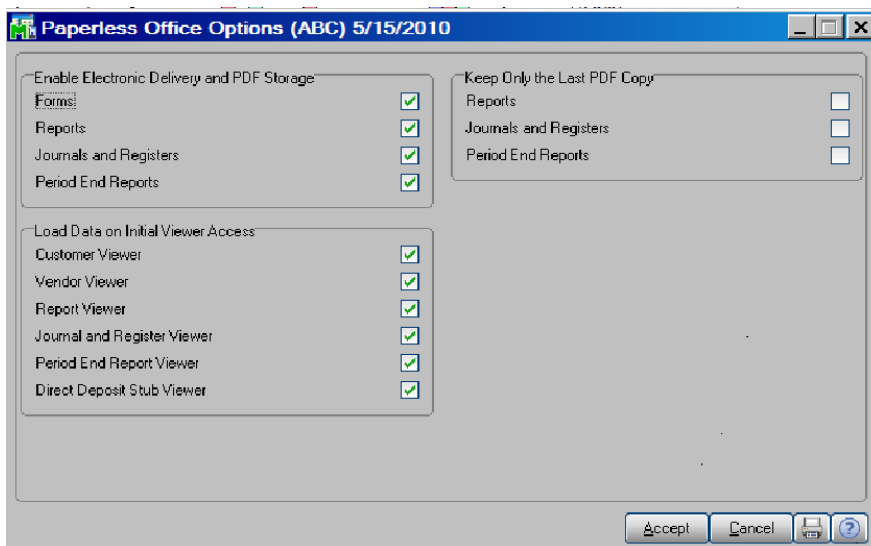 Paperless Office Options (ABC) 5/15/2010
Enable Electronic Delivery and PDF Storage
Forms
Reports
Journals and Registers
Period End Reports
Keep Only the Last PDF Copy
Reports
Journals and Registers
Period End Reports
Load Data on Initial Viewer Access
Customer Viewer
Vendor Viewer
Report Viewer
Journal and Register Viewer
Period End Report Viewer
Direct Deposit Stub Viewer
Accept
Cancel